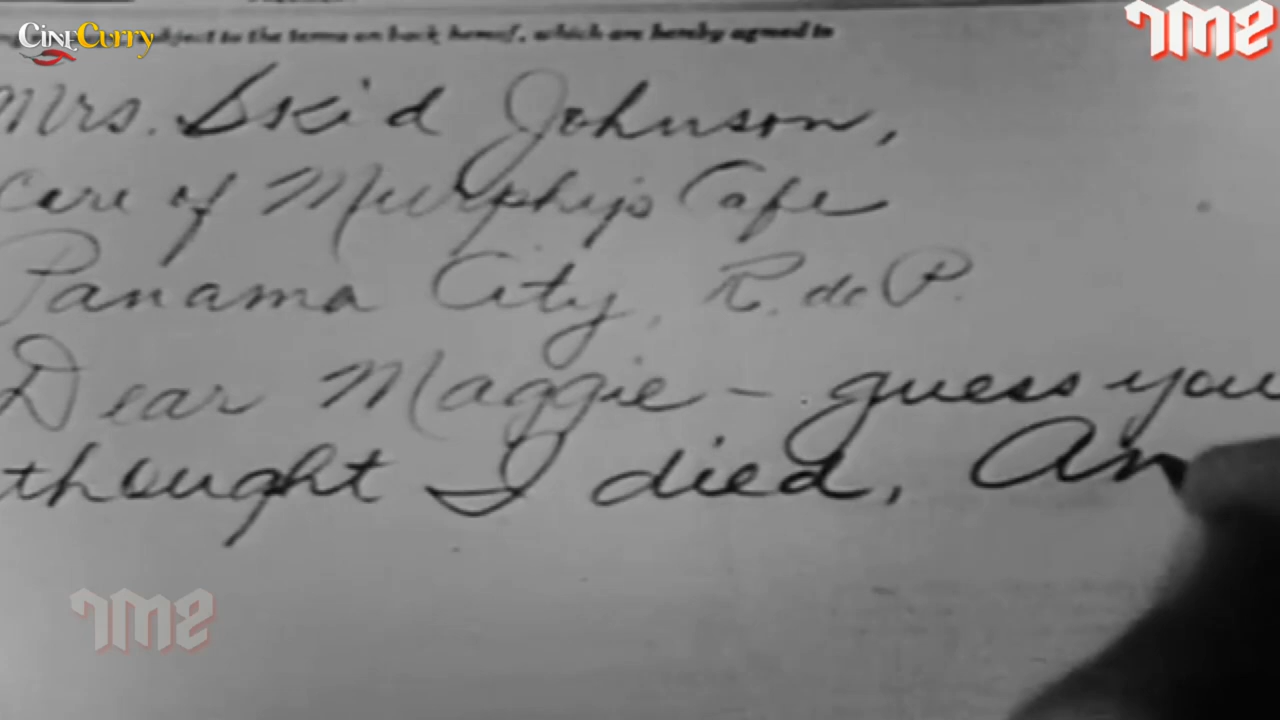 CINECURRY
subject to the terms on back hereof, which are hereby agreed to
Mrs. Skid Johnson,
Care of Murphy's Cafe
Panama City, R. de P.
Dear Maggie - guess you
thought I died, An